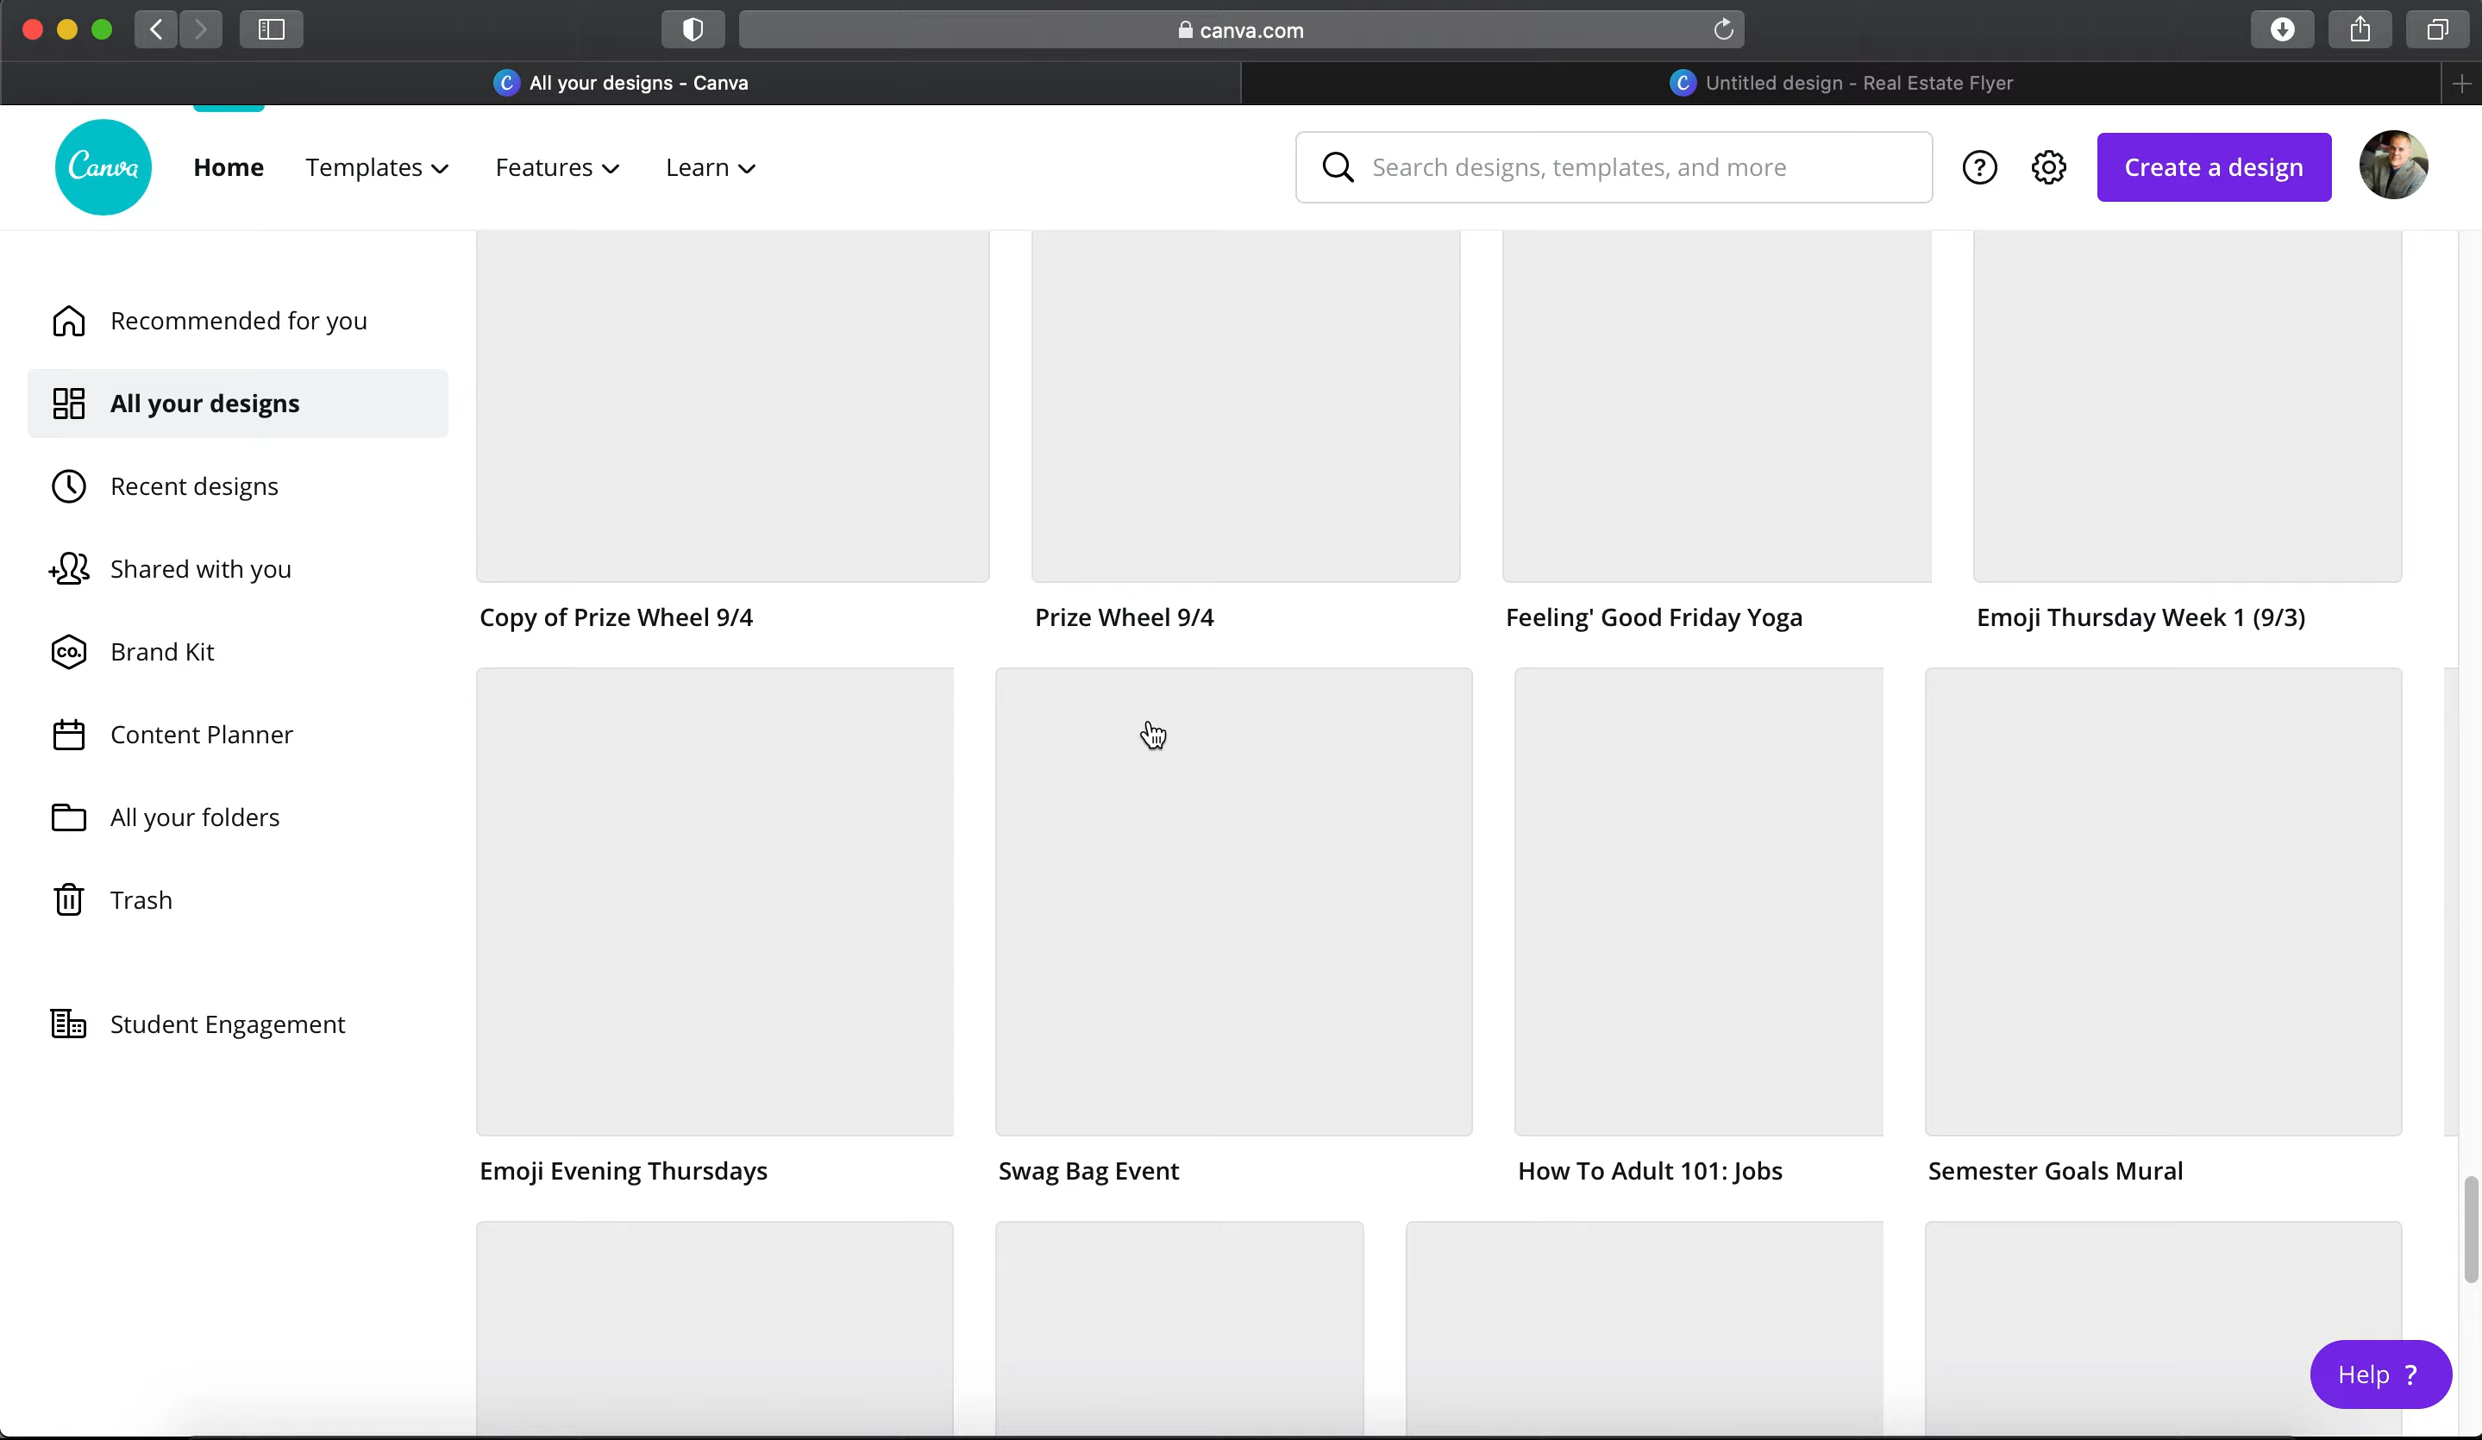 canva.com
All your designs - Canva
Untitled design - Real Estate Flyer
Canva
Home
Templates
Features
Learn
Search designs, templates, and more
Create a design
Recommended for you
All your designs
Recent designs
Shared with you
CO.
Brand Kit
Content Planner
All your folders
Trash
Student Engagement
Copy of Prize Wheel 9/4
Prize Wheel 9/4
Feeling' Good Friday Yoga
Emoji Thursday Week 1 (9/3)
Emoji Evening Thursdays
Swag Bag Event
How To Adult 101: Jobs
Semester Goals Mural
Help ?